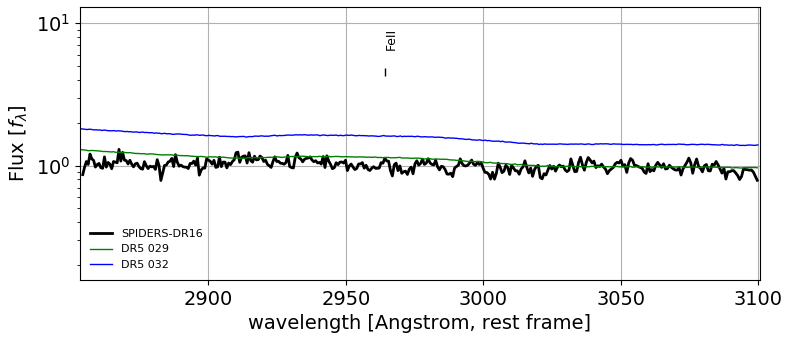 10¹
10⁰
Flux [fλ]
FeII
SPIDERS-DR16
DR5 029
DR5 032
2900 2950 3000 3050 3100
wavelength [Angstrom, rest frame]